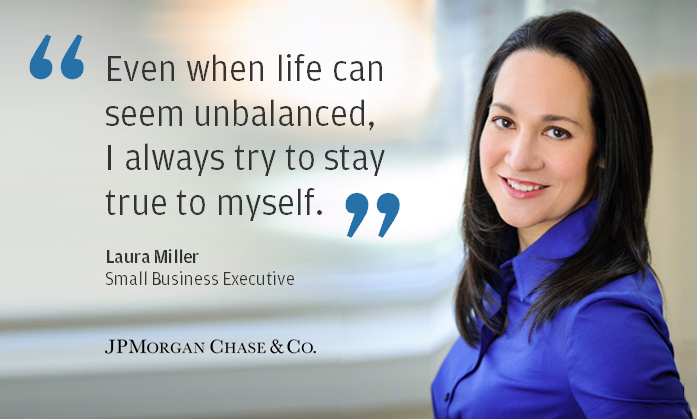 “
Even when life can
seem unbalanced,
I always try to stay
true to myself. ”
Laura Miller
Small Business Executive
JPMORGAN CHASE & CO.